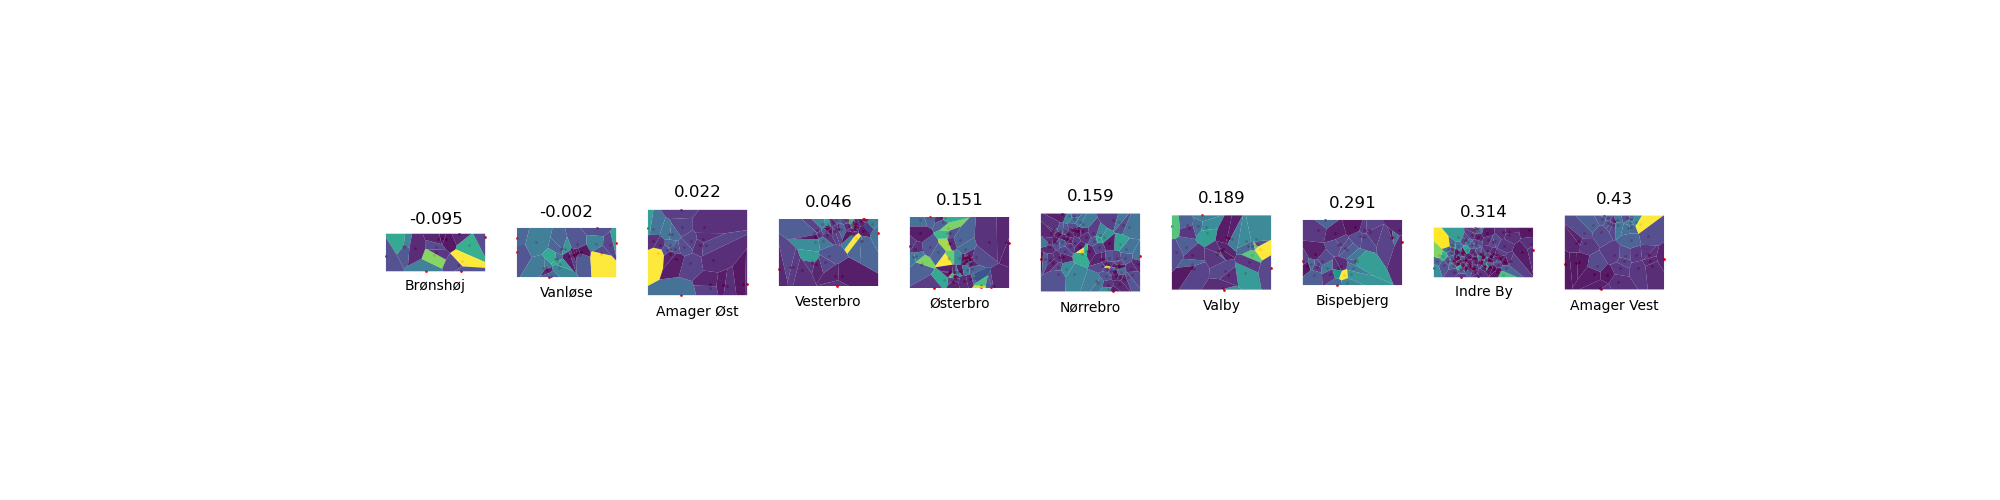 -0.095
-0.002
0.022
0.046
0.151
0.159
0.189
0.291
0.314
0.43
Brønshøj
Vanløse
Amager Øst
Vesterbro
Østerbro
Nørrebro
Valby
Bispebjerg
Indre By
Amager Vest